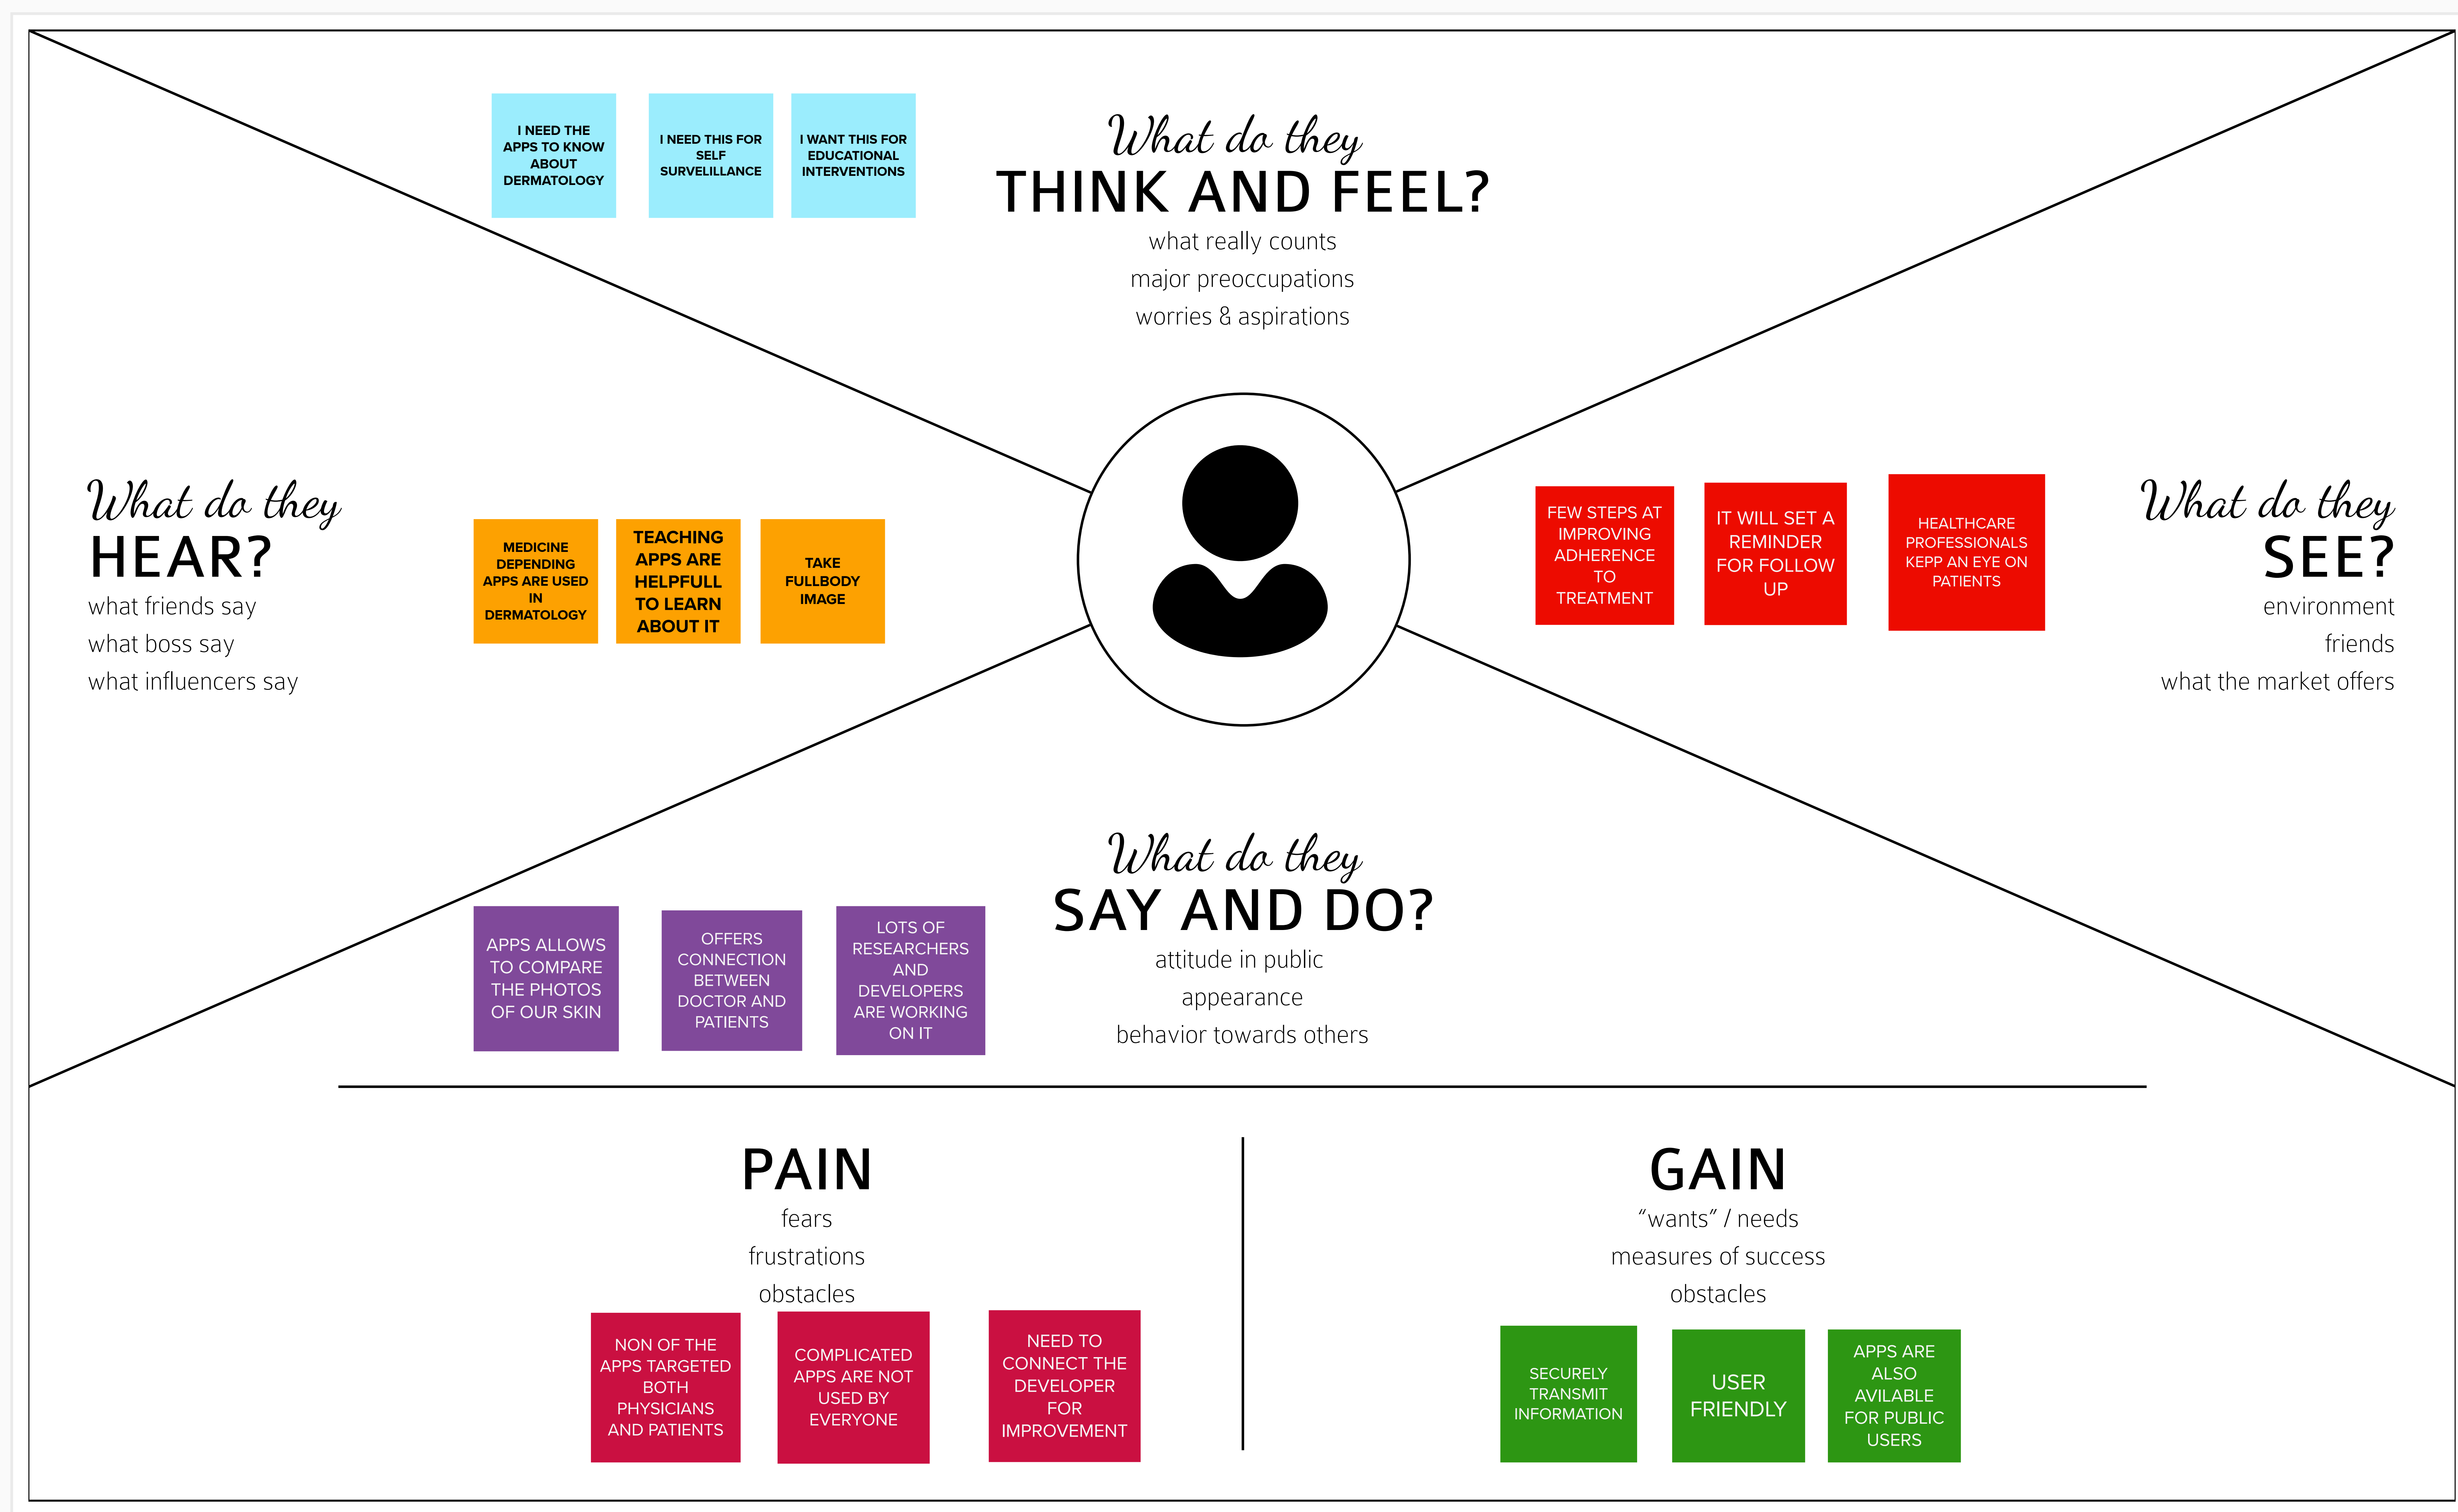 I NEED THE
APPS TO KNOW
ABOUT
DERMATOLOGY
I NEED THIS FOR
SELF
SURVELILLANCE
I WANT THIS FOR
EDUCATIONAL
INTERVENTIONS
What do they
THINK AND FEEL?
what really counts
major preoccupations
worries & aspirations
What do they
HEAR?
what friends say
what boss say
what influencers say
MEDICINE
DEPENDING
APPS ARE USED
IN
DERMATOLOGY
TEACHING
APPS ARE
HELPFULL
TO LEARN
ABOUT IT
TAKE
FULLBODY
IMAGE
FEW STEPS AT
IMPROVING
ADHERENCE
TO
TREATMENT
IT WILL SET A
REMINDER
FOR FOLLOW
UP
HEALTHCARE
PROFESSIONALS
KEPP AN EYE ON
PATIENTS
What do they
SEE?
environment
friends
what the market offers
What do they
SAY AND DO?
attitude in public
appearance
behavior towards others
APPS ALLOWS
TO COMPARE
THE PHOTOS
OF OUR SKIN
OFFERS
CONNECTION
BETWEEN
DOCTOR AND
PATIENTS
LOTS OF
RESEARCHERS
AND
DEVELOPERS
ARE WORKING
ON IT
PAIN
fears
frustrations
obstacles
NON OF THE
APPS TARGETED
BOTH
PHYSICIANS
AND PATIENTS
COMPLICATED
APPS ARE NOT
USED BY
EVERYONE
NEED TO
CONNECT THE
DEVELOPER
FOR
IMPROVEMENT
GAIN
“wants” / needs
measures of success
obstacles
SECURELY
TRANSMIT
INFORMATION
USER
FRIENDLY
APPS ARE
ALSO
AVILABLE
FOR PUBLIC
USERS